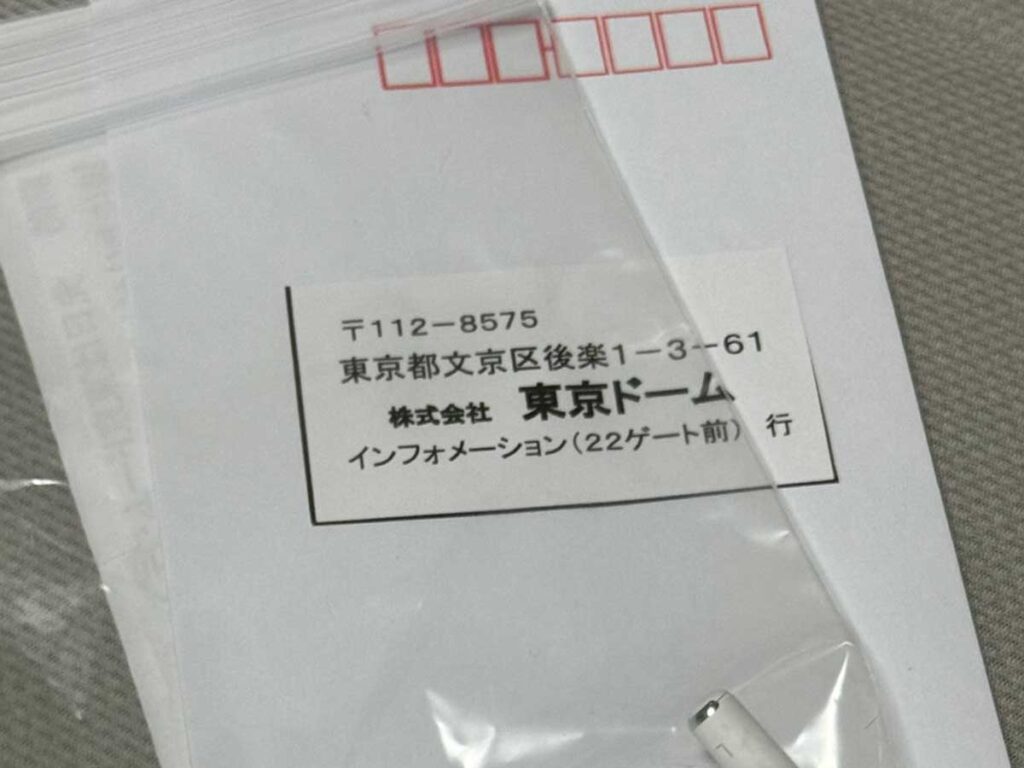 〒112-8575
東京都文京区後楽1-3-61
株式会社 東京ドーム
インフォメーション(22ゲート前) 行
L